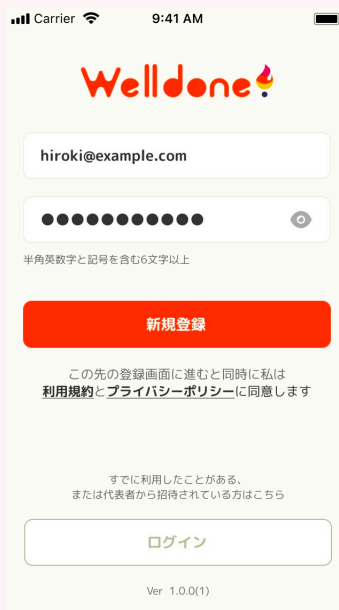 Carrier 9:41 AM
Welldone!
hiroki@example.com
●●●●●●●●●●●
半角英数字と記号を含む6文字以上
新規登録
この先の登録画面に進むと同時に私は
利用規約とプライバシーポリシーに同意します
すでに利用したことがある、
または代表者から招待されている方はこちら
ログイン
Ver 1.0.0(1)